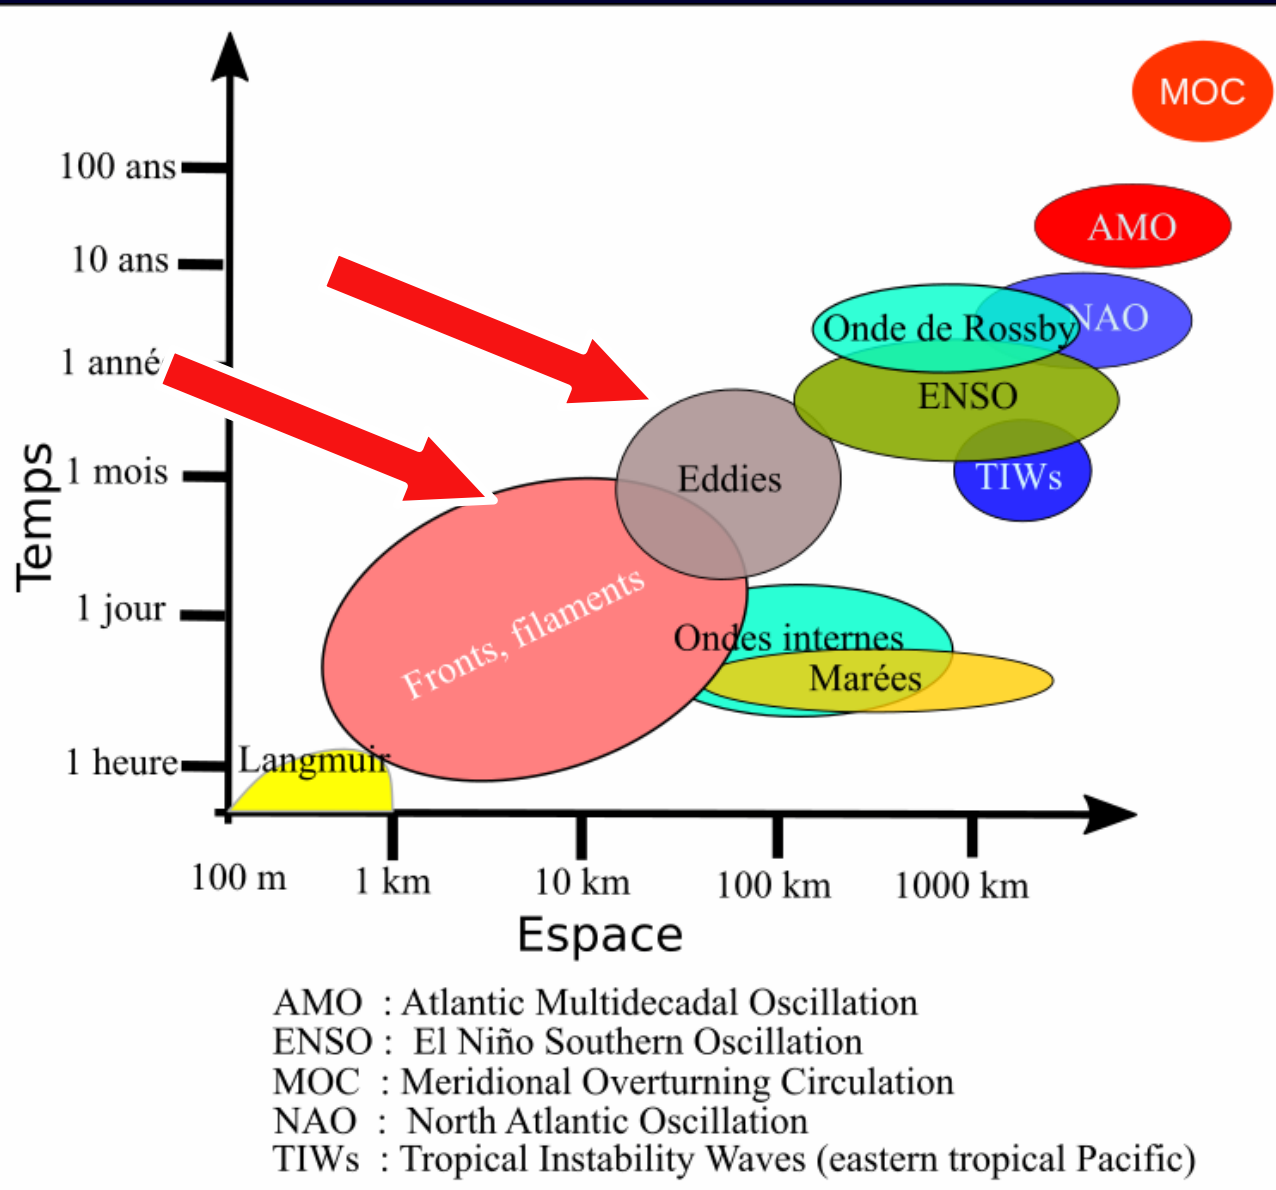 MOC
100 ans
AMO
10 ans
Onde de Rossby
NAO
1 anné
ENSO
1 mois
Eddies
TIWs
Temps
Fronts, filaments
1 jour
Ondes internes
Marées
1 heure
Langmuir
100 m
1 km
10 km
100 km
1000 km
Espace
AMO : Atlantic Multidecadal Oscillation
ENSO : El Niño Southern Oscillation
MOC : Meridional Overturning Circulation
NAO : North Atlantic Oscillation
TIWs : Tropical Instability Waves (eastern tropical Pacific)